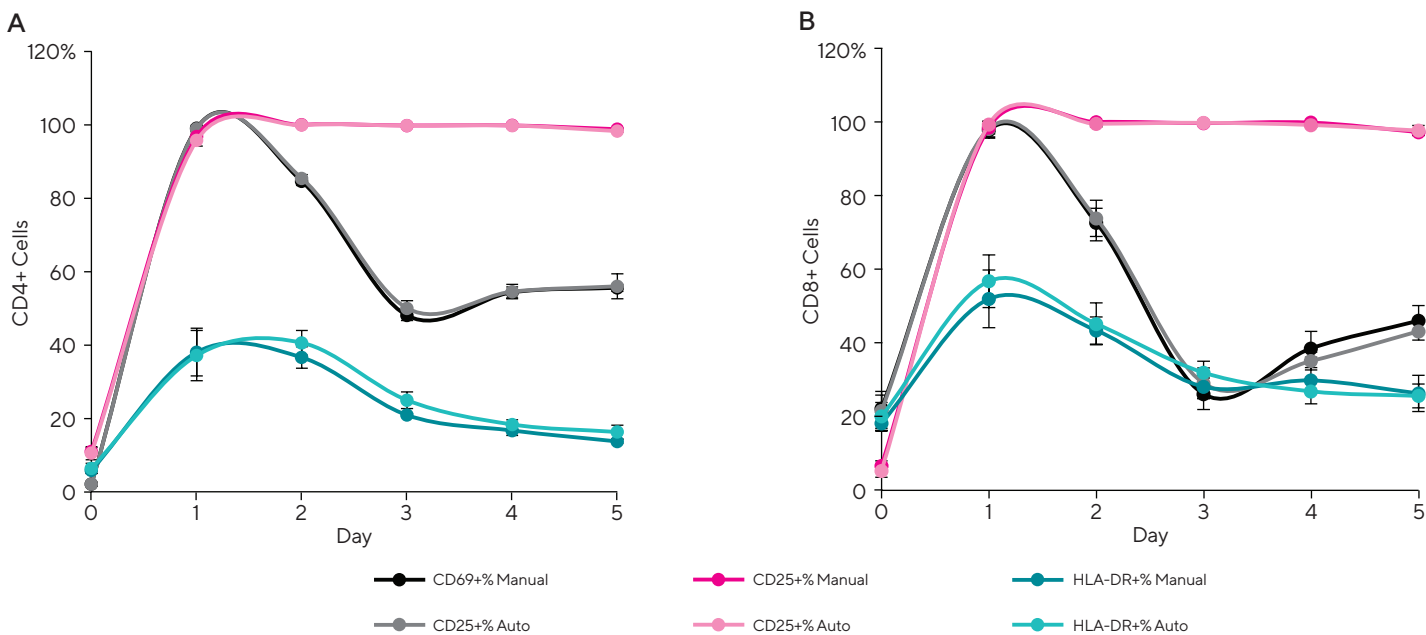 A
120%
100
80
60
40
20
0
CD4+ Cells
0 1 2 3 4 5
Day
B
120%
100
80
60
40
20
0
CD8+ Cells
0 1 2 3 4 5
Day
CD69+% Manual
CD25+% Manual
HLA-DR+% Manual
CD25+% Auto
CD25+% Auto
HLA-DR+% Auto